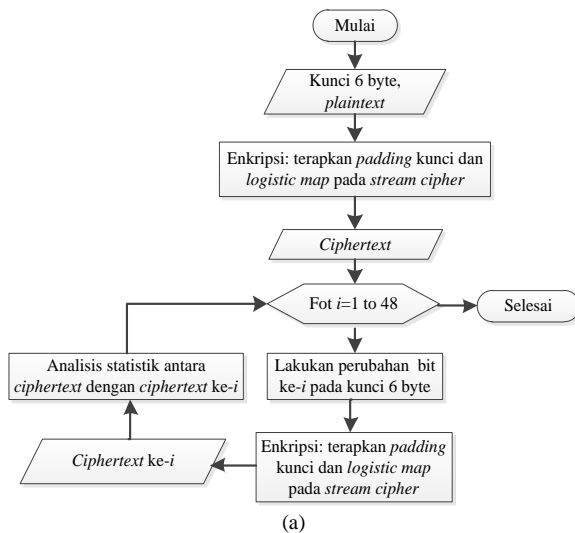 Mulai
Kunci 6 byte,
plaintext
Enkripsi: terapkan padding kunci dan
logistic map pada stream cipher
Ciphertext
Fot i=1 to 48
Selesai
Lakukan perubahan bit
ke-i pada kunci 6 byte
Enkripsi: terapkan padding
kunci dan logistic map
pada stream cipher
Ciphertext ke-i
Analisis statistik antara
ciphertext dengan ciphertext ke-i
(a)